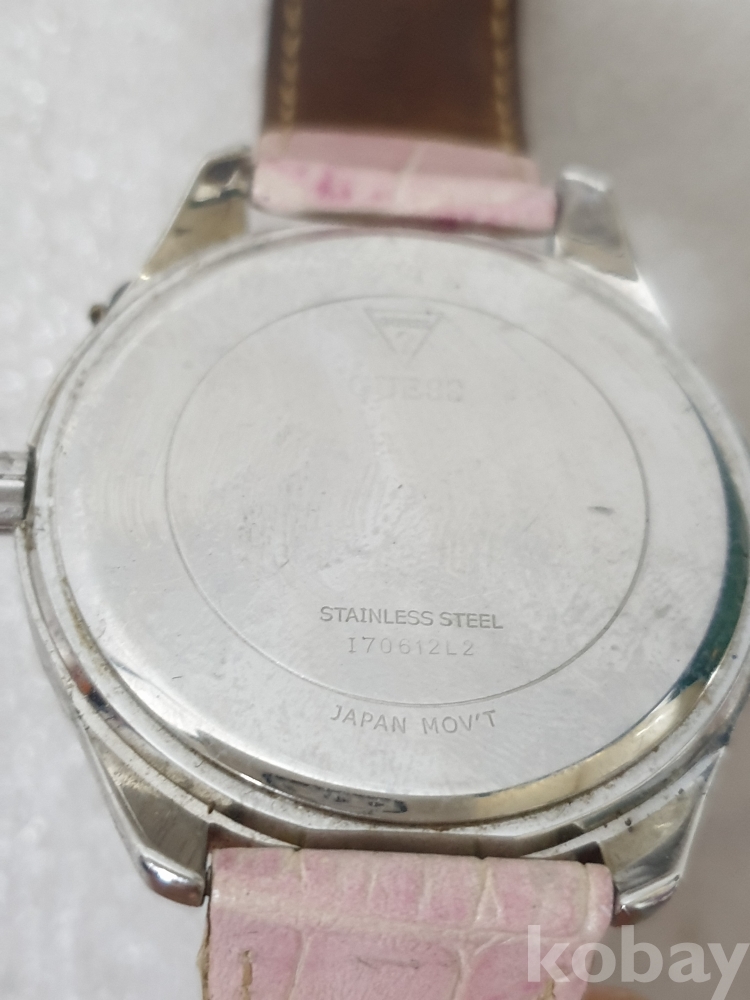 STAINLESS STEEL
I70612L2
JAPAN MOV'T
kobay